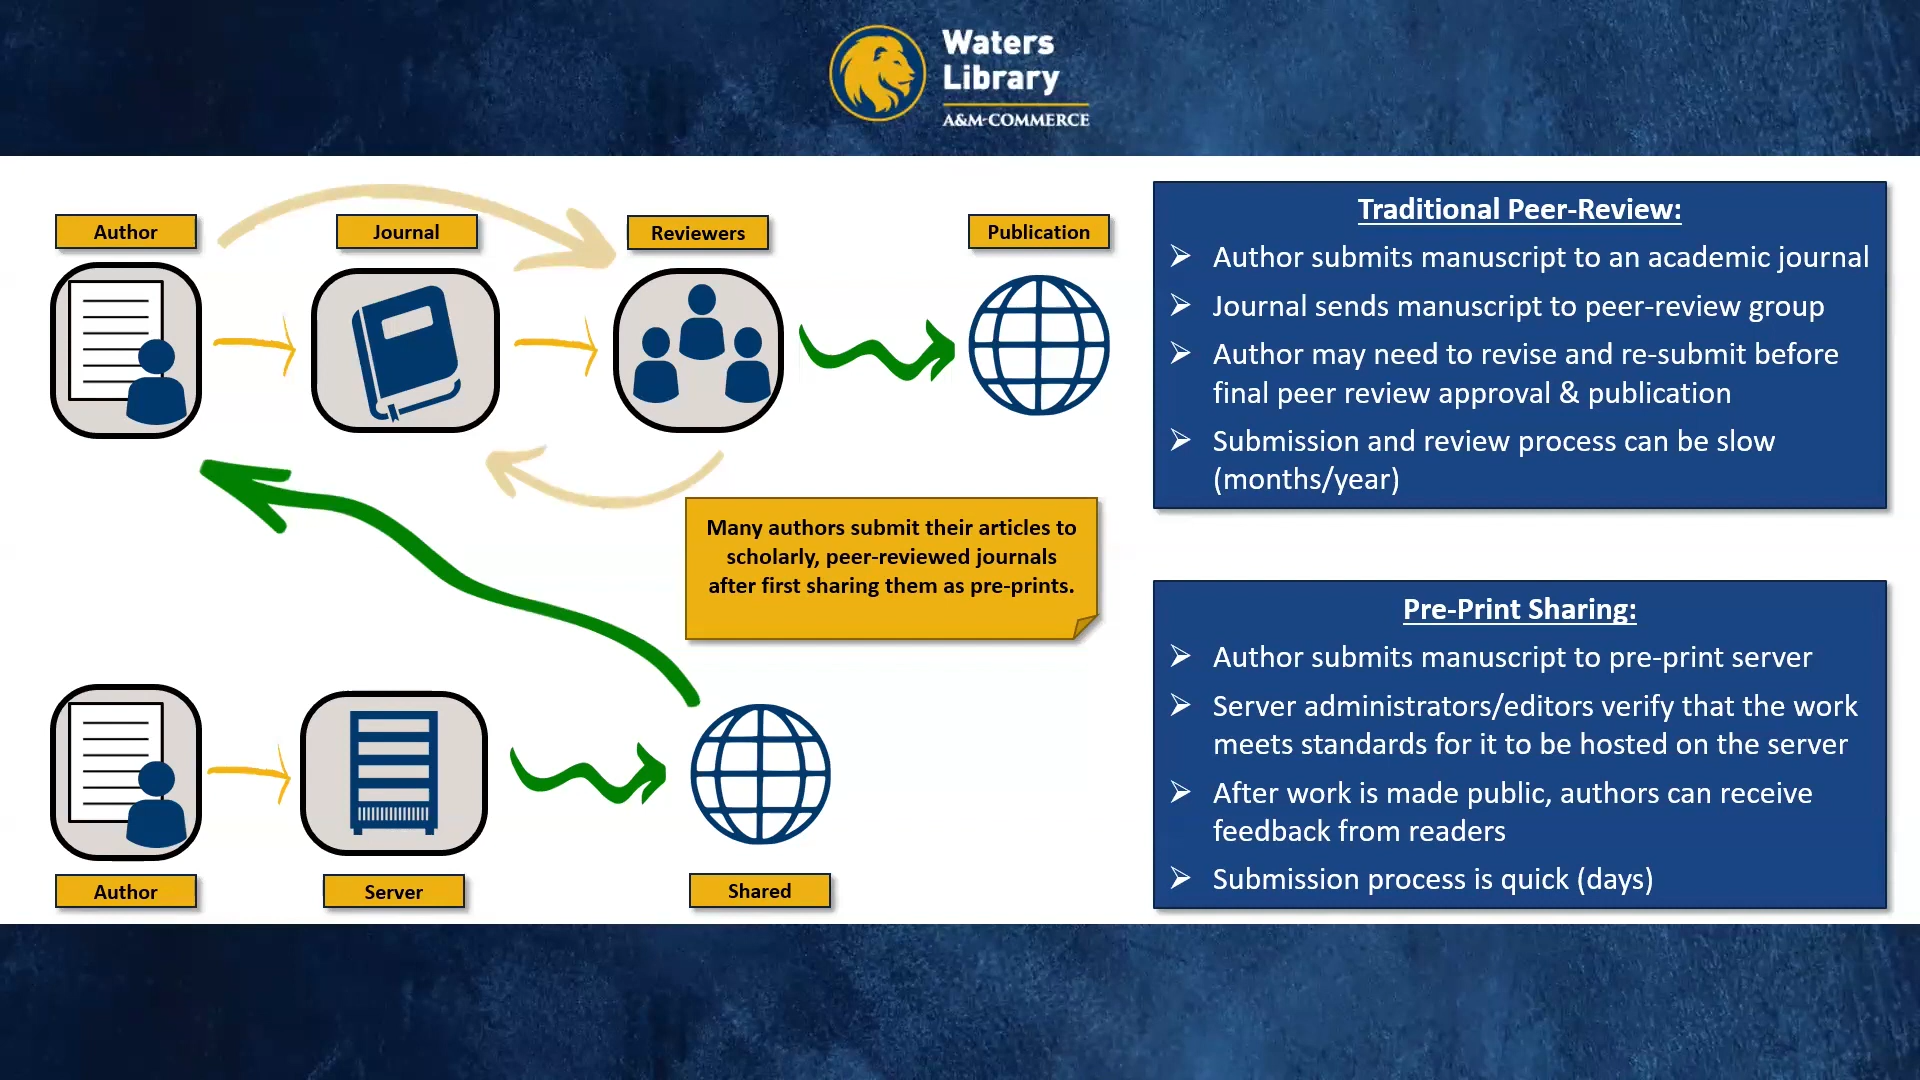 Waters
Library
A&M-COMMERCE
Author
Journal
Reviewers
Publication
Many authors submit their articles to
scholarly, peer-reviewed journals
after first sharing them as pre-prints.
Author
Server
Shared
Traditional Peer-Review:
Author submits manuscript to an academic journal
Journal sends manuscript to peer-review group
Author may need to revise and re-submit before
final peer review approval & publication
Submission and review process can be slow
(months/year)
Pre-Print Sharing:
Author submits manuscript to pre-print server
Server administrators/editors verify that the work
meets standards for it to be hosted on the server
After work is made public, authors can receive
feedback from readers
Submission process is quick (days)